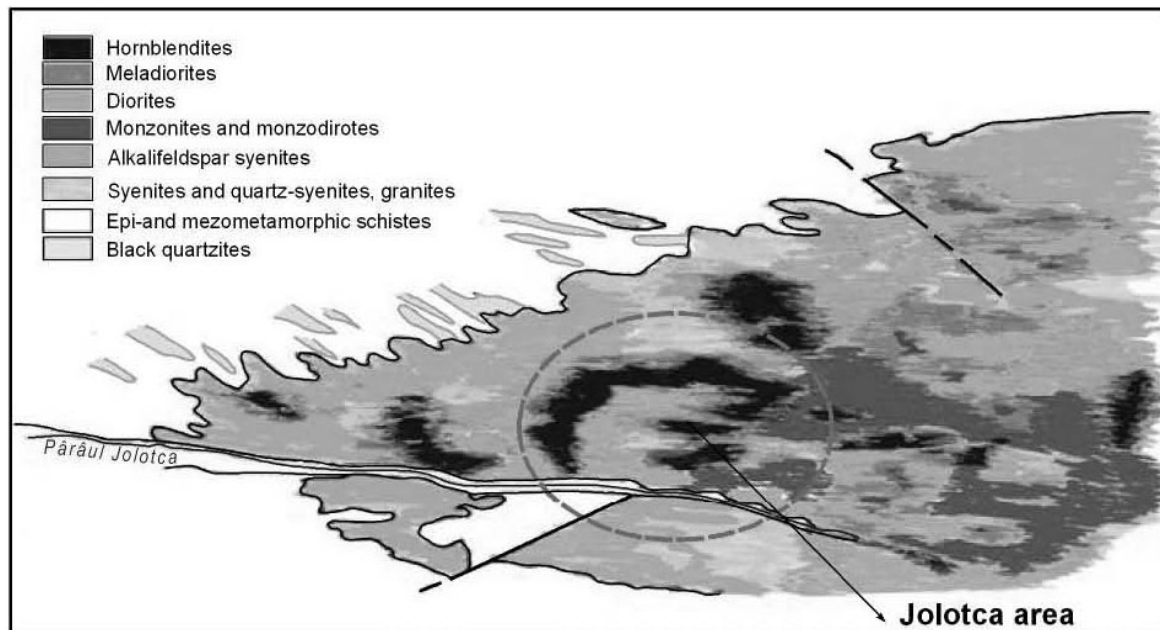 Hornblendites
Meladiorites
Diorites
Monzonites and monzodirotes
Alkalifeldspar syenites
Syenites and quartz-syenites, granites
Epi-and mezometamorphic schistes
Black quartzites
Pârâul Jolotca
Jolotca area